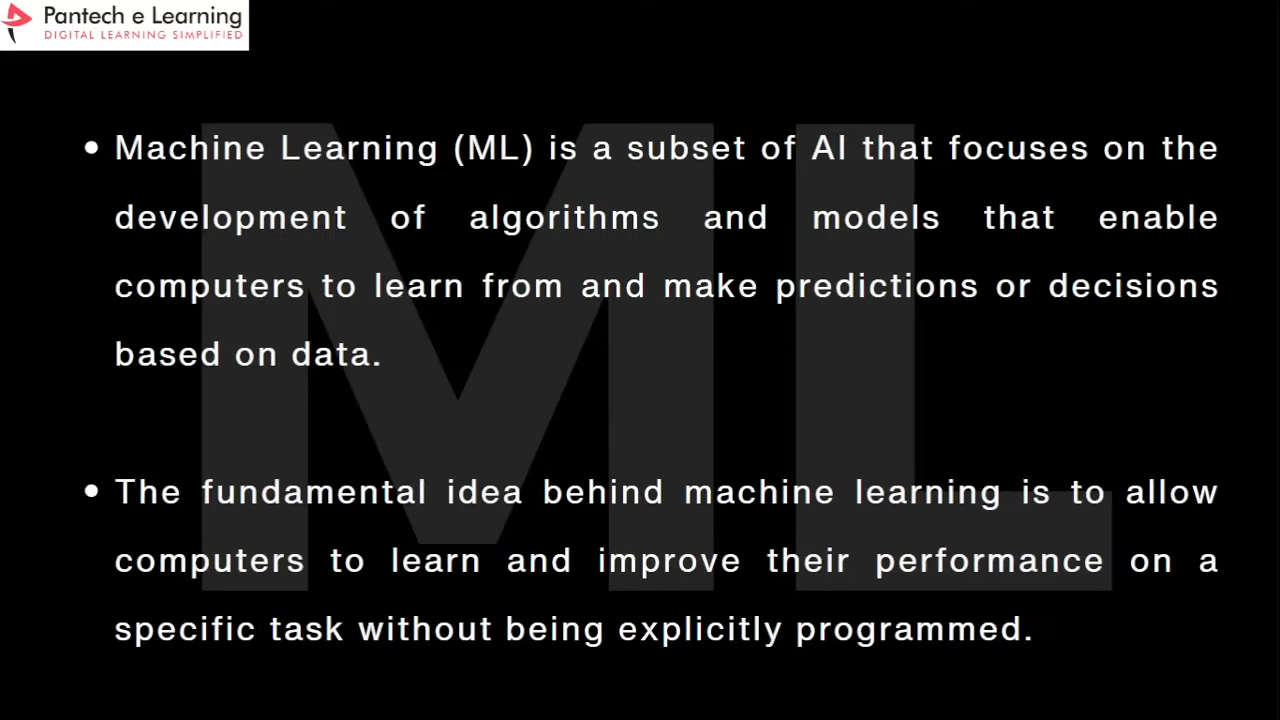 Pantech e Learning
DIGITAL LEARNING SIMPLIFIED
ML
• Machine Learning (ML) is a subset of AI that focuses on the
development of algorithms and models that enable
computers to learn from and make predictions or decisions
based on data.
• The fundamental idea behind machine learning is to allow
computers to learn and improve their performance on a
specific task without being explicitly programmed.